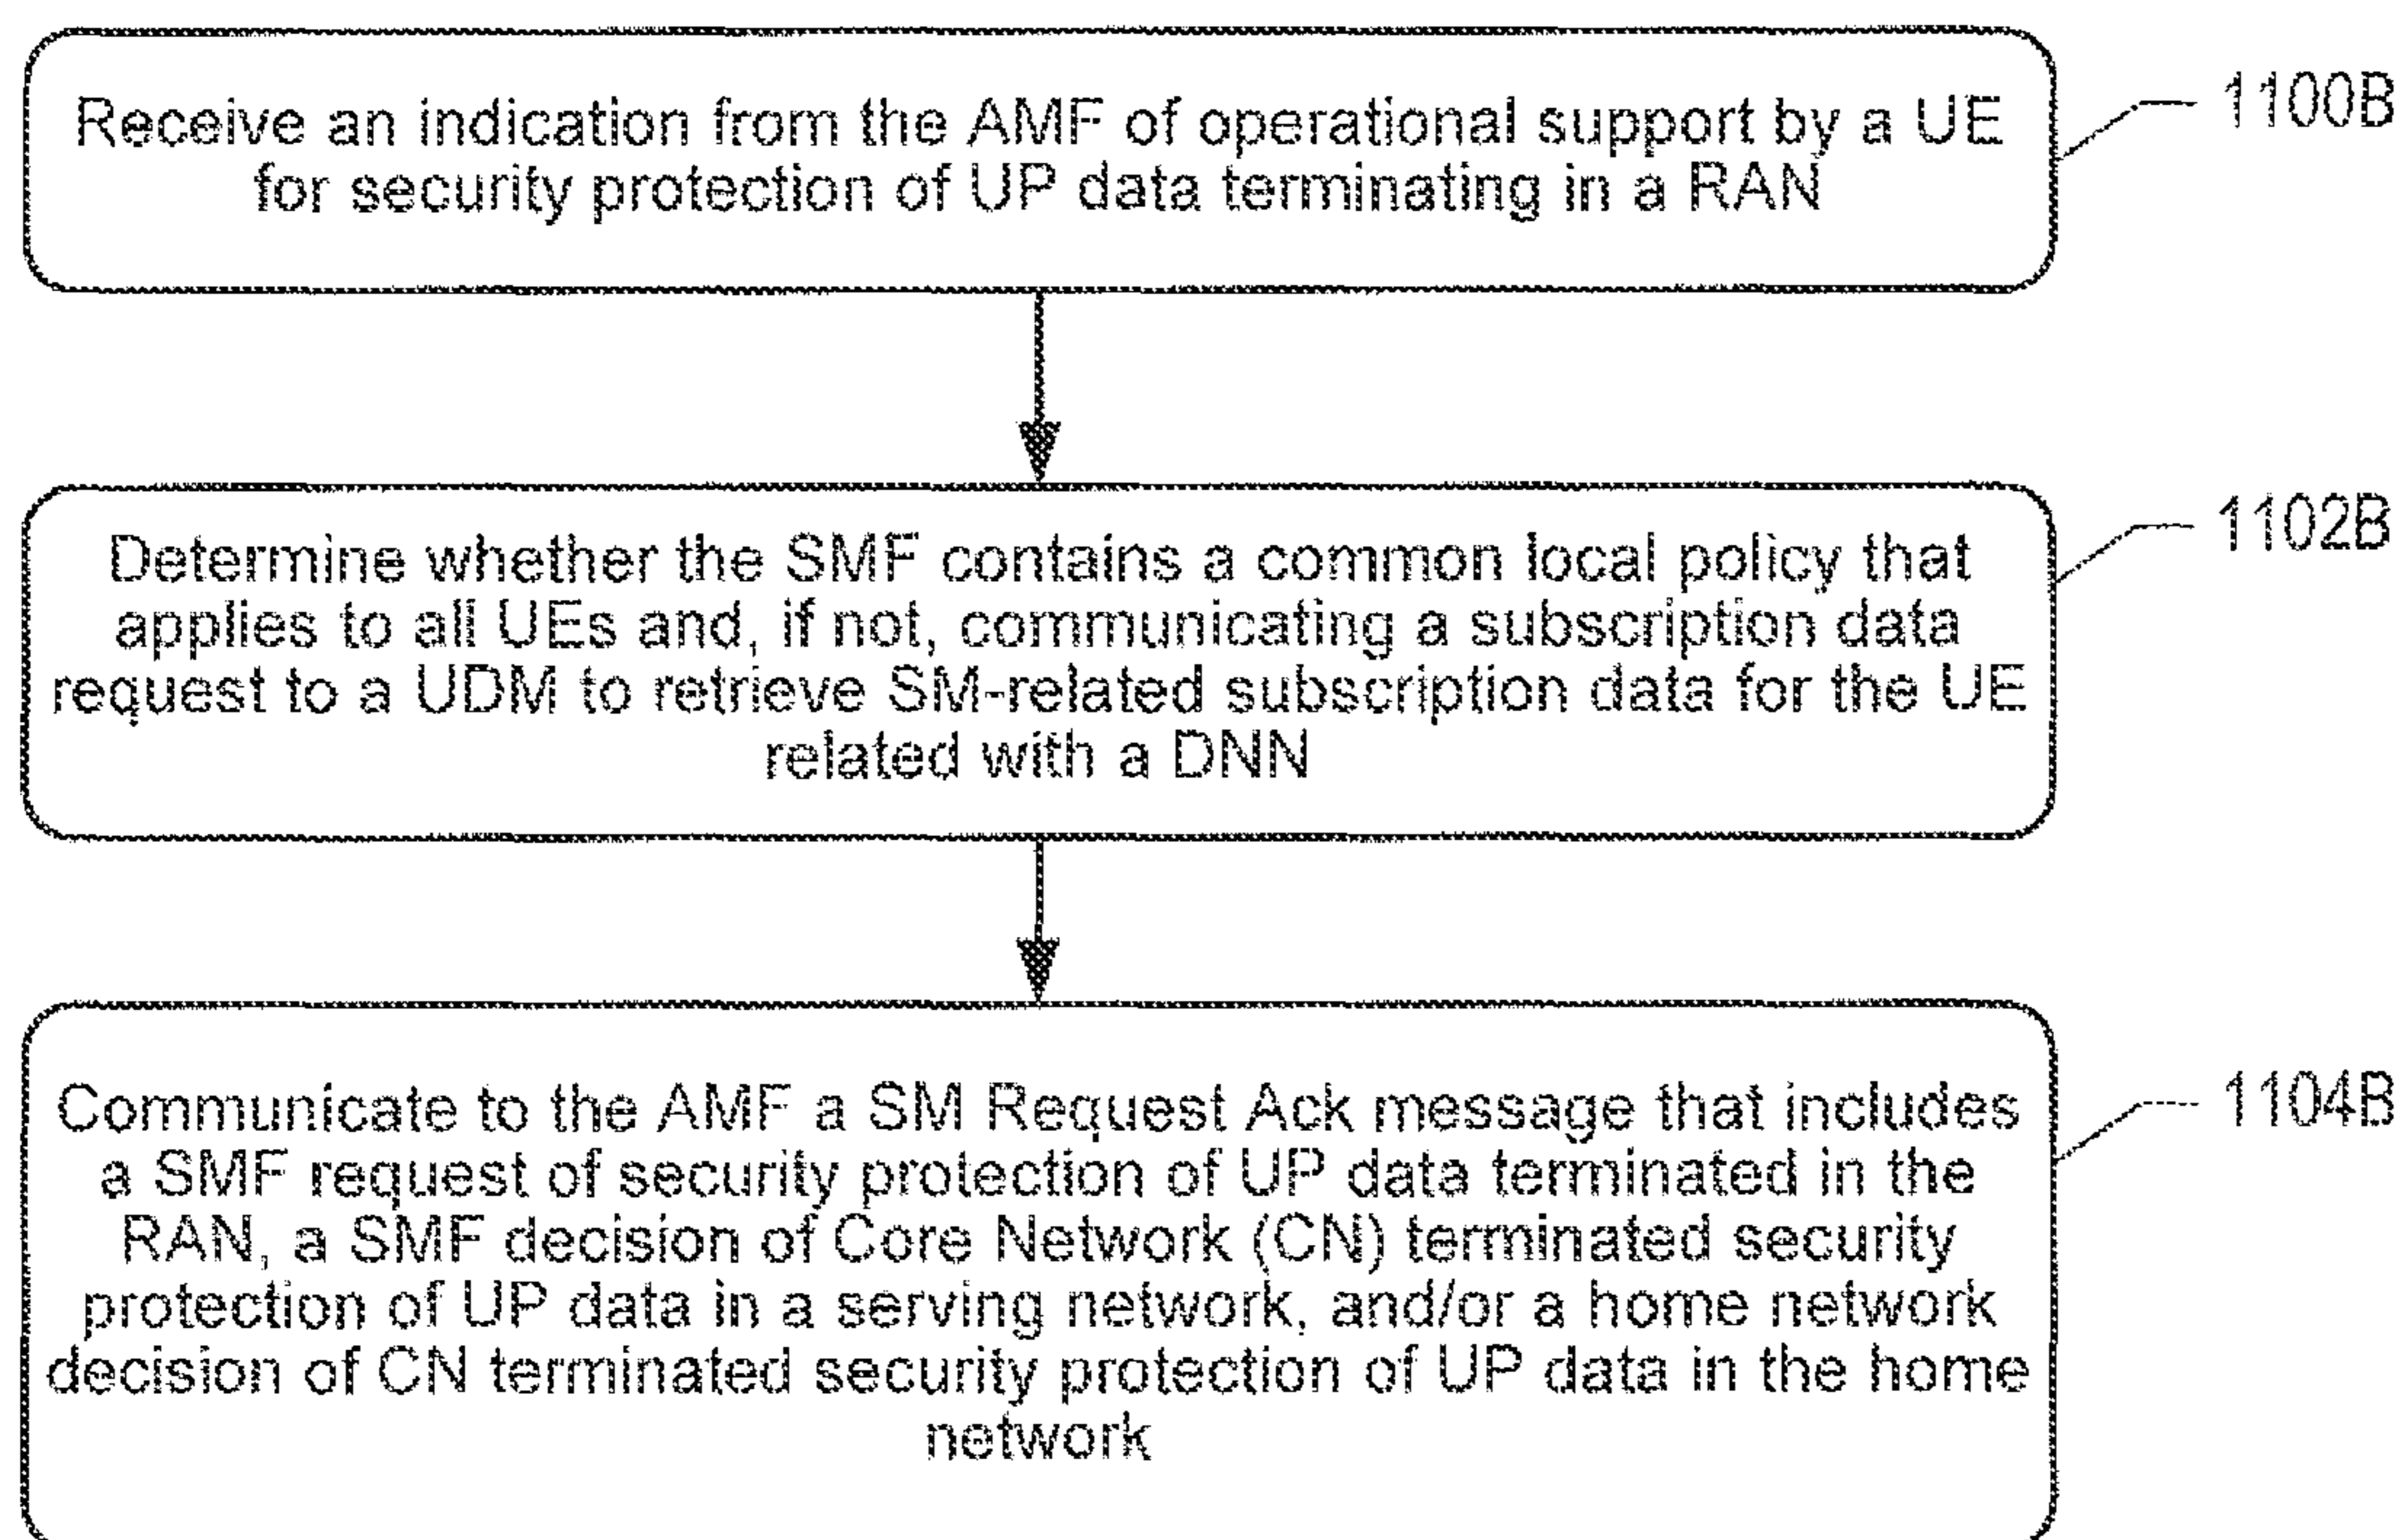 Receive an indication from the AMF of operational support by a UE
for security protection of UP data terminating in a RAN
1100B
Determine whether the SMF contains a common local policy that
applies to all UEs and, if not, communicating a subscription data
request to a UDM to retrieve SM-related subscription data for the UE
related with a DNN
1102B
Communicate to the AMF a SM Request Ack message that includes
a SMF request of security protection of UP data terminated in the
RAN, a SMF decision of Core Network (CN) terminated security
protection of UP data in a serving network, and/or a home network
decision of CN terminated security protection of UP data in the home
network
1104B